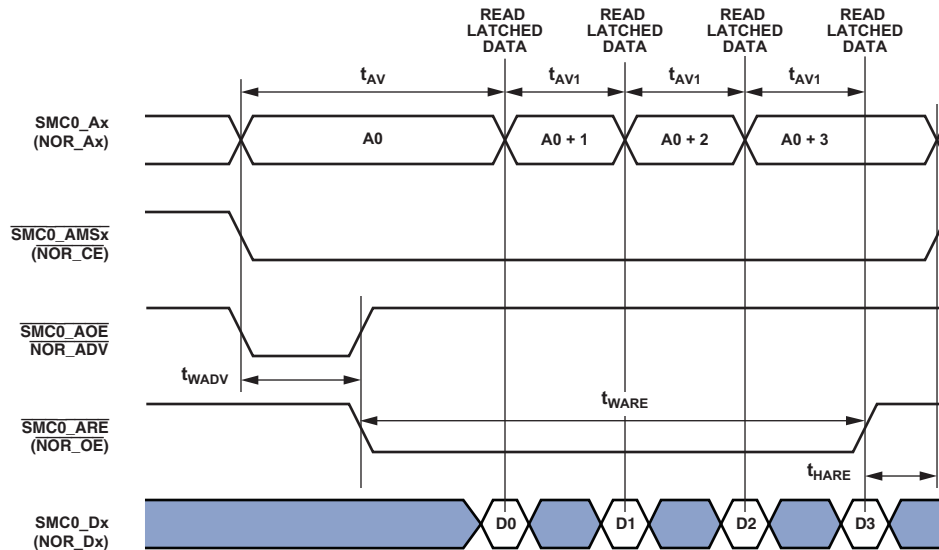 READ LATCHED DATA
READ LATCHED DATA
READ LATCHED DATA
READ LATCHED DATA
tAV
tAV1
tAV1
tAV1
SMC0_Ax
(NOR_Ax)
A0
A0 + 1
A0 + 2
A0 + 3
SMC0_AMSx
(NOR_CE)
SMC0_AOE
NOR_ADV
tWADV
tWARE
SMC0_ARE
(NOR_OE)
tHARE
SMC0_Dx
(NOR_Dx)
D0
D1
D2
D3